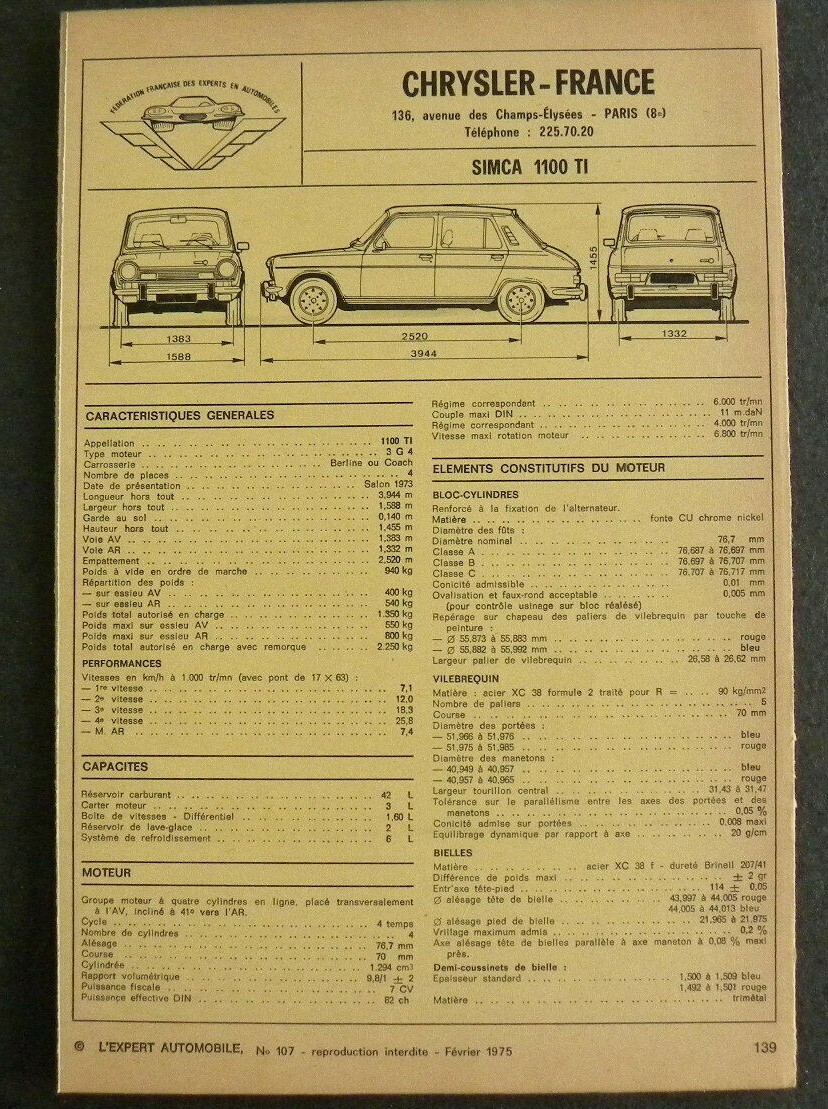 FEDERATION FRANÇAISE DES EXPERTS EN AUTOMOBILES
CHRYSLER-FRANCE
136, avenue des Champs-Élysées - PARIS (8e)
Téléphone : 225.70.20
SIMCA 1100 TI
1455
1383
1588
2520
3944
1332
CARACTERISTIQUES GENERALES
Appellation .. 1100 TI
Type moteur .. 3 G 4
Carrosserie .. Berline ou Coach
Nombre de places .. 4
Date de présentation .. Salon 1973
Longueur hors tout .. 3,944 m
Largeur hors tout .. 1,588 m
Garde au sol .. 0,140 m
Hauteur hors tout .. 1,455 m
Voie AV .. 1,383 m
Voie AR .. 1,332 m
Empattement .. 2,520 m
Poids à vide en ordre de marche .. 940 kg
Répartition des poids :
— sur essieu AV .. 400 kg
— sur essieu AR .. 540 kg
Poids total autorisé en charge .. 1.350 kg
Poids maxi sur essieu AV .. 550 kg
Poids maxi sur essieu AR .. 800 kg
Poids total autorisé en charge avec remorque .. 2.250 kg
PERFORMANCES
Vitesses en km/h à 1.000 tr/mn (avec pont de 17 X 63) :
— 1re vitesse .. 7,1
— 2e vitesse .. 12,0
— 3e vitesse .. 18,3
— 4e vitesse .. 25,8
— M. AR .. 7,4
CAPACITES
Réservoir carburant .. 42 L
Carter moteur .. 3 L
Boîte de vitesses - Différentiel .. 1,60 L
Réservoir de lave-glace .. 2 L
Système de refroidissement .. 6 L
MOTEUR
Groupe moteur à quatre cylindres en ligne, placé transversalement
à l'AV, incliné à 41° vers l'AR.
Cycle .. 4 temps
Nombre de cylindres .. 4
Alésage .. 76,7 mm
Course .. 70 mm
Cylindrée .. 1.294 cm3
Rapport volumétrique .. 9,8/1 ± 2
Puissance fiscale .. 7 CV
Puissance effective DIN .. 82 ch
Régime correspondant .. 6.000 tr/mn
Couple maxi DIN .. 11 m.daN
Régime correspondant .. 4.000 tr/mn
Vitesse maxi rotation moteur .. 6.800 tr/mn
ELEMENTS CONSTITUTIFS DU MOTEUR
BLOC-CYLINDRES
Renforcé à la fixation de l'alternateur.
Matière .. fonte CU chrome nickel
Diamètre des fûts :
Diamètre nominal .. 76,7 mm
Classe A .. 76,687 à 76,697 mm
Classe B .. 76,697 à 76,707 mm
Classe C .. 76,707 à 76,717 mm
Conicité admissible .. 0,01 mm
Ovalisation et faux-rond acceptable .. 0,005 mm
(pour contrôle usinage sur bloc réalésé)
Repérage sur chapeau des paliers de vilebrequin par touche de
peinture :
— Ø 55,873 à 55,883 mm .. rouge
— Ø 55,882 à 55,992 mm .. bleu
Largeur palier de vilebrequin .. 26,58 à 26,62 mm
VILEBREQUIN
Matière : acier XC 38 formule 2 traité pour R = .. 90 kg/mm2
Nombre de paliers .. 5
Course .. 70 mm
Diamètre des portées :
— 51,966 à 51,976 .. bleu
— 51,975 à 51,985 .. rouge
Diamètre des manetons :
— 40,949 à 40,957 .. bleu
— 40,957 à 40,965 .. rouge
Largeur tourillon central .. 31,43 à 31,47
Tolérance sur le parallélisme entre les axes des portées et des
manetons .. 0,05 %
Conicité admise sur portées .. 0,008 maxi
Equilibrage dynamique par rapport à axe .. 20 g/cm
BIELLES
Matière .. acier XC 38 f - dureté Brinell 207/41
Différence de poids maxi .. ± 2 gr
Entr'axe tête-pied .. 114 ± 0,05
Ø alésage tête de bielle .. 43,997 à 44,005 rouge
44,005 à 44,013 bleu
Ø alésage pied de bielle .. 21,965 à 21,975
Vrillage maximum admis .. 0,2 %
Axe alésage tête de bielles parallèle à axe maneton à 0,08 % maxi
près.
Demi-coussinets de bielle :
Epaisseur standard .. 1,500 à 1,509 bleu
1,492 à 1,501 rouge
Matière .. trimétal
© L'EXPERT AUTOMOBILE, No 107 - reproduction interdite - Février 1975
139